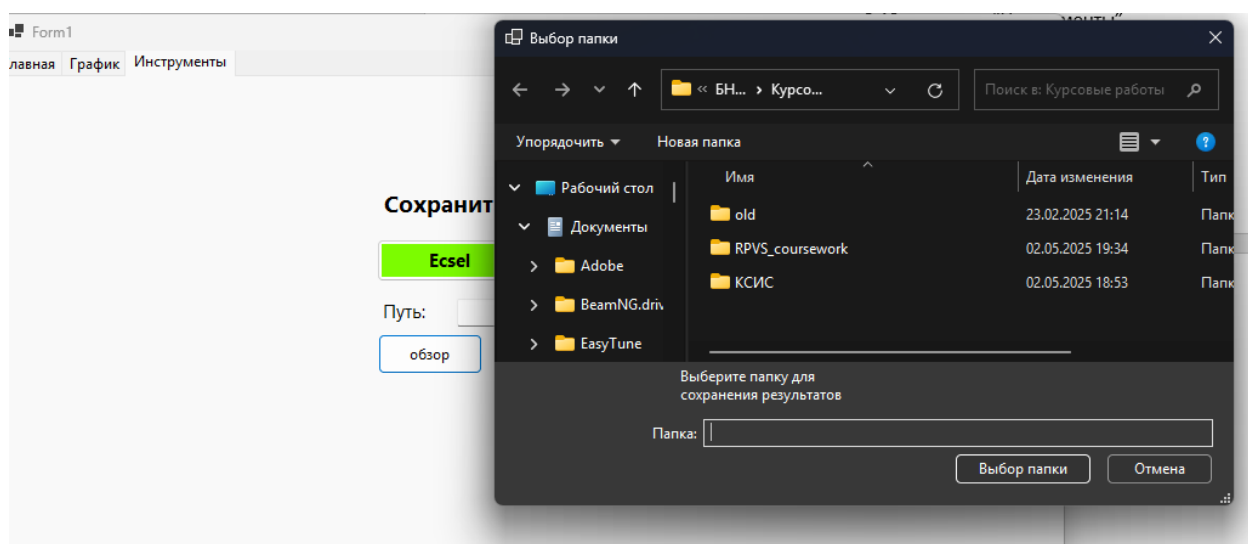 Form1
лавная График Инструменты
Сохранит
Ecsel
Путь:
обзор
Выбор папки
« БН... › Курсо...
Поиск в: Курсовые работы
Упорядочить Новая папка
Рабочий стол
Документы
Adobe
BeamNG.driv
EasyTune
Имя Дата изменения Тип
old 23.02.2025 21:14 Папк
RPVS_coursework 02.05.2025 19:34 Папк
КСИС 02.05.2025 18:53 Папк
Выберите папку для
сохранения результатов
Папка:
Выбор папки Отмена